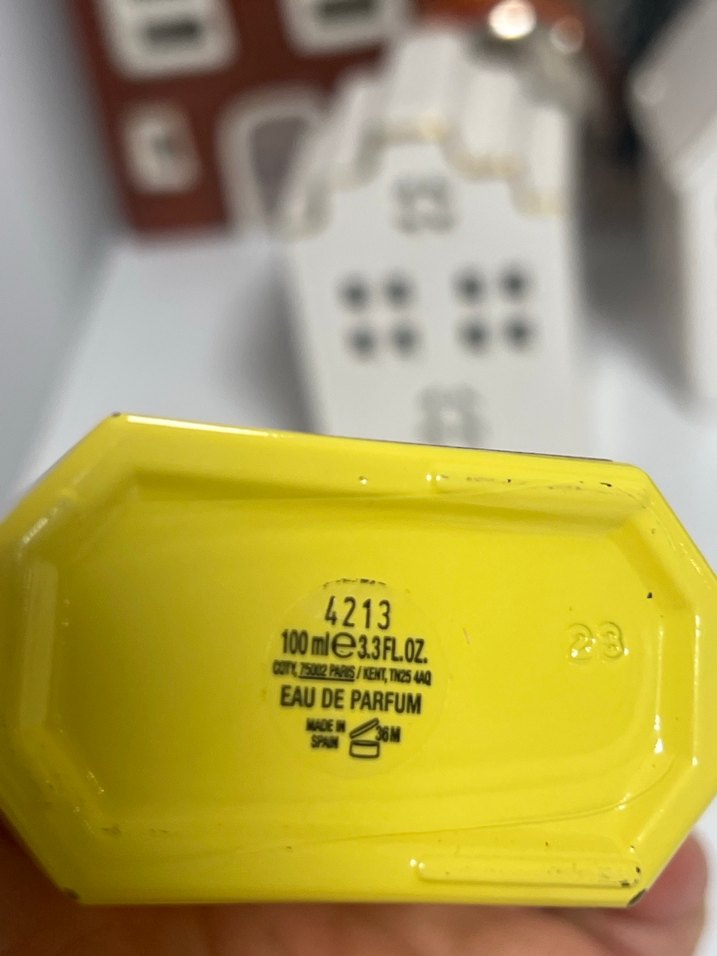 4213
100 ml e 3.3 FL.OZ.
COTY, 75002 PARIS / KENT, TN25 4AQ
EAU DE PARFUM
MADE IN
SPAIN
36M
23